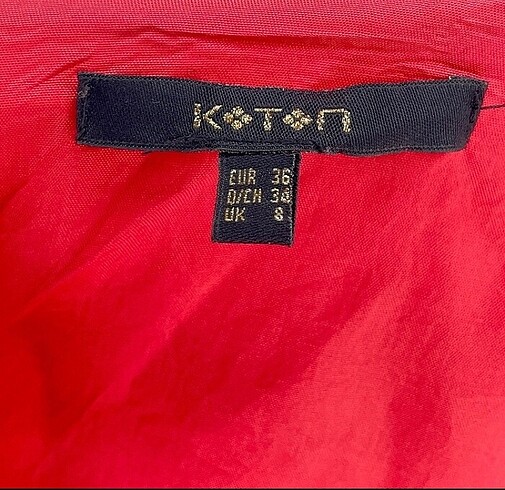 KOTON
EUR 36
D/CH 34
UK 8